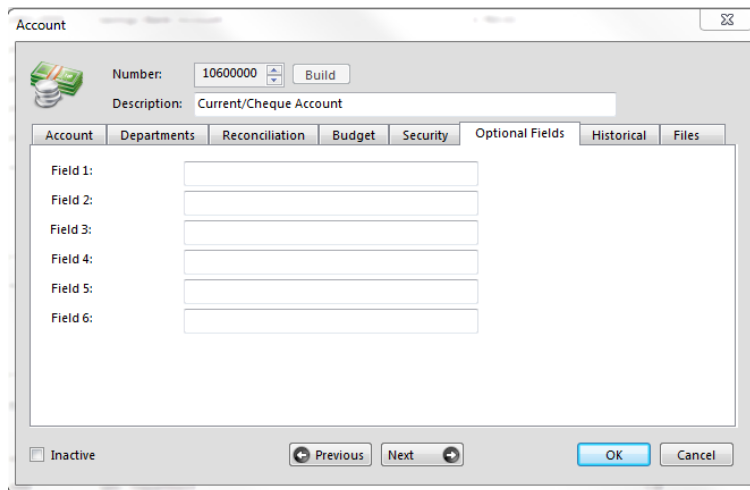 Account
Number: 10600000 Build
Description: Current/Cheque Account
Account Departments Reconciliation Budget Security Optional Fields Historical Files
Field 1:
Field 2:
Field 3:
Field 4:
Field 5:
Field 6:
Inactive Previous Next OK Cancel